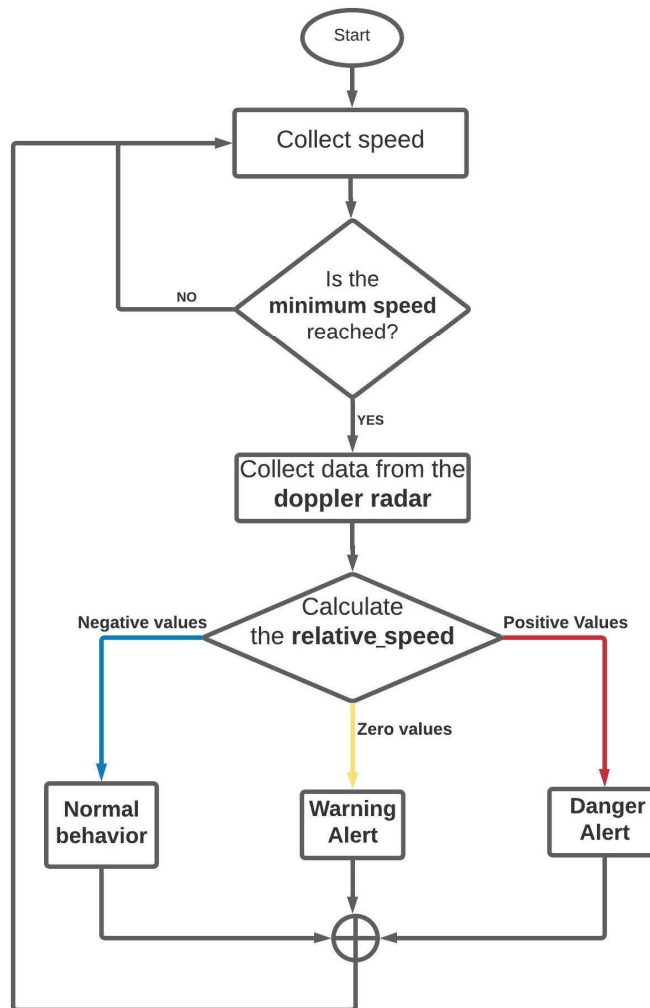 Start
Collect speed
Is the
minimum speed
reached?
NO
YES
Collect data from the
doppler radar
Calculate
the relative_speed
Negative values
Positive Values
Zero values
Normal
behavior
Warning
Alert
Danger
Alert